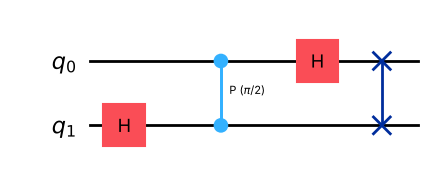 q₀ H
P (π/2)
q₁ H